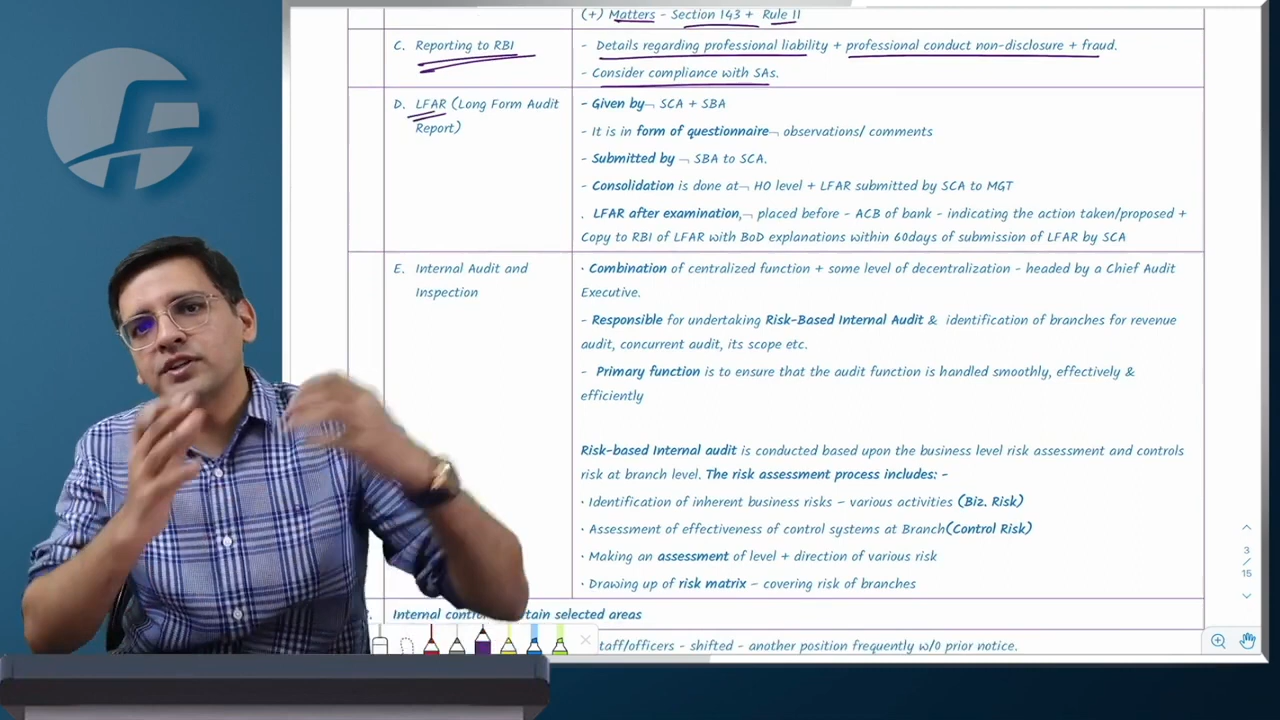 (+) Matters - Section 143 + Rule 11
C. Reporting to RBI
- Details regarding professional liability + professional conduct non-disclosure + fraud.
- Consider compliance with SAs.
D. LFAR (Long Form Audit
Report)
- Given by¬ SCA + SBA
- It is in form of questionnaire¬ observations/ comments
- Submitted by ¬ SBA to SCA.
- Consolidation is done at¬ HO level + LFAR submitted by SCA to MGT
. LFAR after examination,¬ placed before - ACB of bank - indicating the action taken/proposed +
Copy to RBI of LFAR with BoD explanations within 60days of submission of LFAR by SCA
E. Internal Audit and
Inspection
· Combination of centralized function + some level of decentralization - headed by a Chief Audit
Executive.
- Responsible for undertaking Risk-Based Internal Audit & identification of branches for revenue
audit, concurrent audit, its scope etc.
- Primary function is to ensure that the audit function is handled smoothly, effectively &
efficiently
Risk-based Internal audit is conducted based upon the business level risk assessment and controls
risk at branch level. The risk assessment process includes: -
· Identification of inherent business risks – various activities (Biz. Risk)
· Assessment of effectiveness of control systems at Branch(Control Risk)
· Making an assessment of level + direction of various risk
· Drawing up of risk matrix – covering risk of branches
Internal selected areas
- shifted - another position frequently w/0 prior notice.
3
/
15